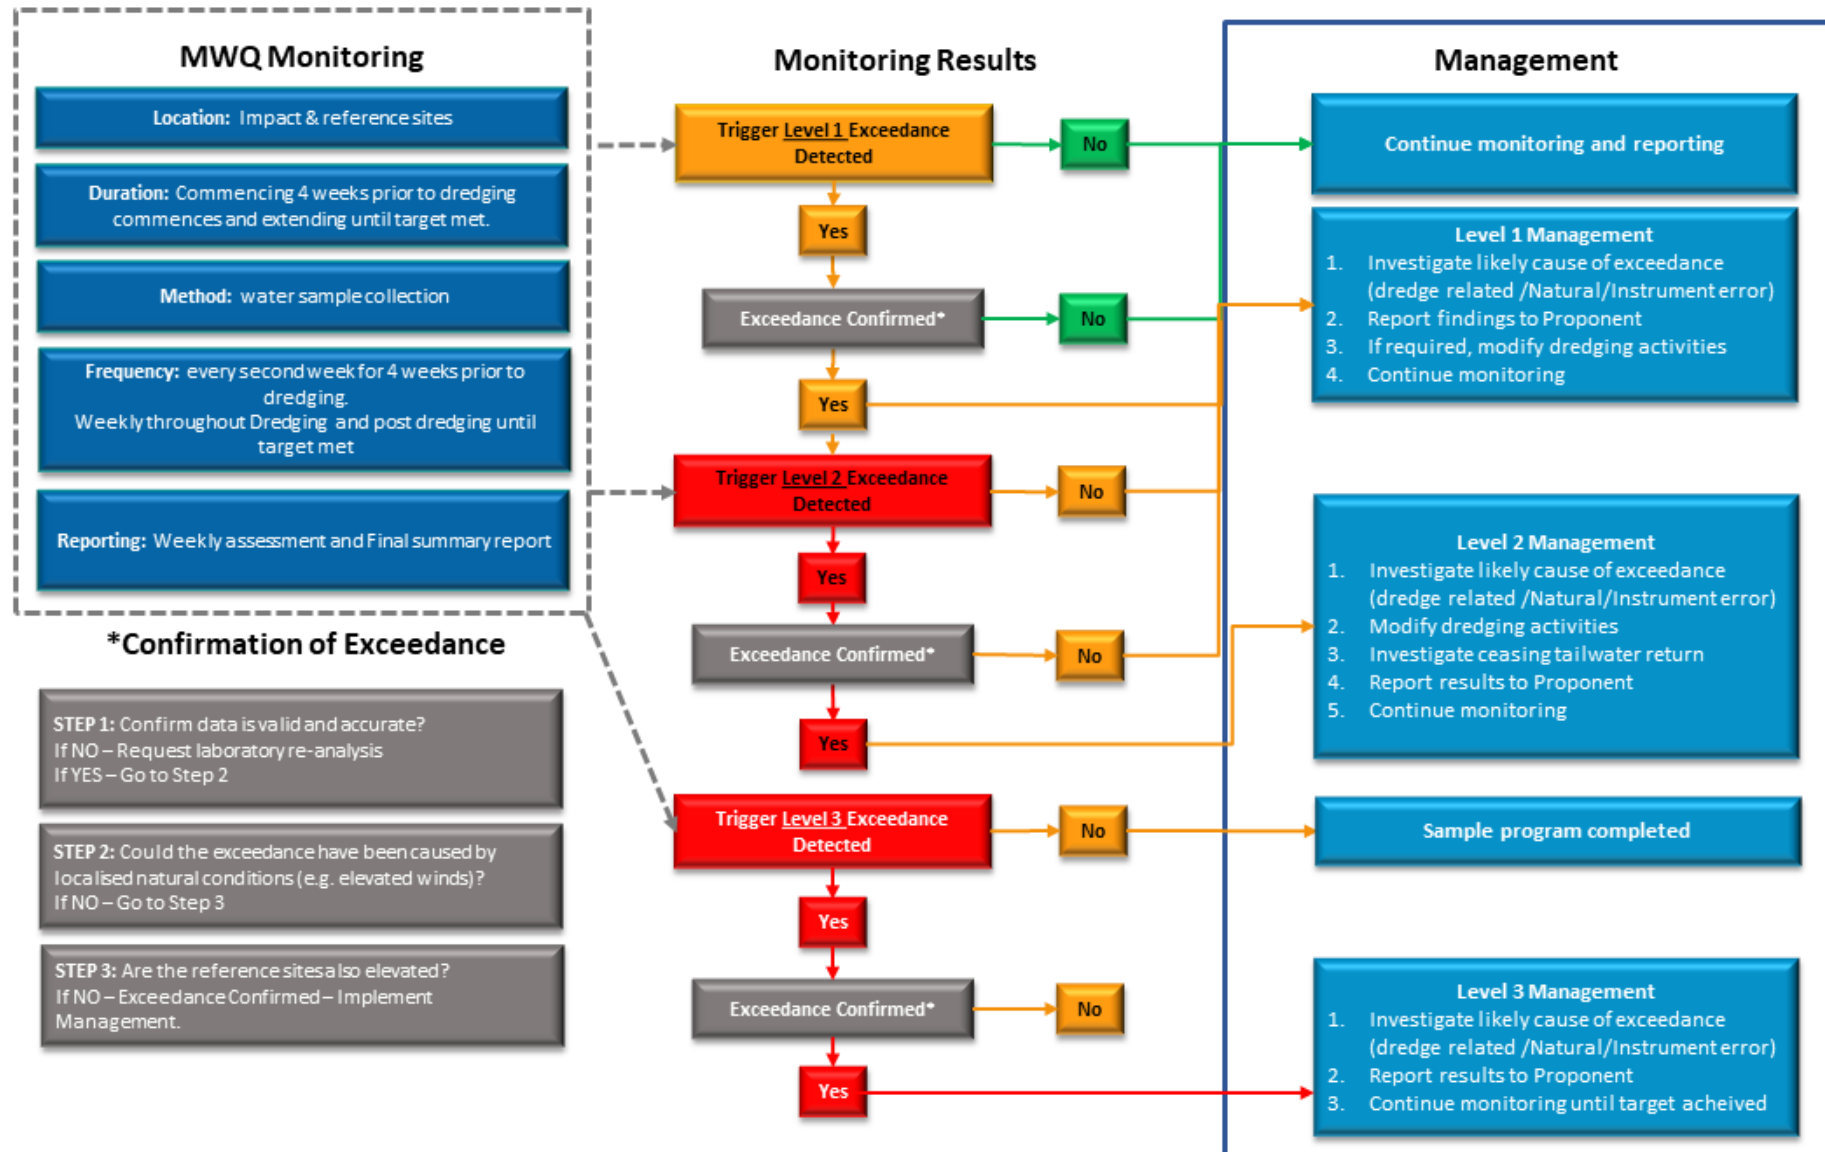 MWQ Monitoring
Location: Impact & reference sites
Duration: Commencing 4 weeks prior to dredging
commences and extending until target met.
Method: water sample collection
Frequency: every second week for 4 weeks prior to
dredging.
Weekly throughout Dredging and post dredging until
target met
Reporting: Weekly assessment and Final summary report
*Confirmation of Exceedance
STEP 1: Confirm data is valid and accurate?
If NO – Request laboratory re-analysis
If YES – Go to Step 2
STEP 2: Could the exceedance have been caused by
localised natural conditions (e.g. elevated winds)?
If NO – Go to Step 3
STEP 3: Are the reference sites also elevated?
If NO – Exceedance Confirmed – Implement
Management.
Monitoring Results
Trigger Level 1 Exceedance
Detected
No
Yes
Exceedance Confirmed*
No
Yes
Trigger Level 2 Exceedance
Detected
No
Yes
Exceedance Confirmed*
No
Yes
Trigger Level 3 Exceedance
Detected
No
Yes
Exceedance Confirmed*
No
Yes
Management
Continue monitoring and reporting
Level 1 Management
1. Investigate likely cause of exceedance
(dredge related /Natural/Instrument error)
2. Report findings to Proponent
3. If required, modify dredging activities
4. Continue monitoring
Level 2 Management
1. Investigate likely cause of exceedance
(dredge related /Natural/Instrument error)
2. Modify dredging activities
3. Investigate ceasing tailwater return
4. Report results to Proponent
5. Continue monitoring
Sample program completed
Level 3 Management
1. Investigate likely cause of exceedance
(dredge related /Natural/Instrument error)
2. Report results to Proponent
3. Continue monitoring until target acheived